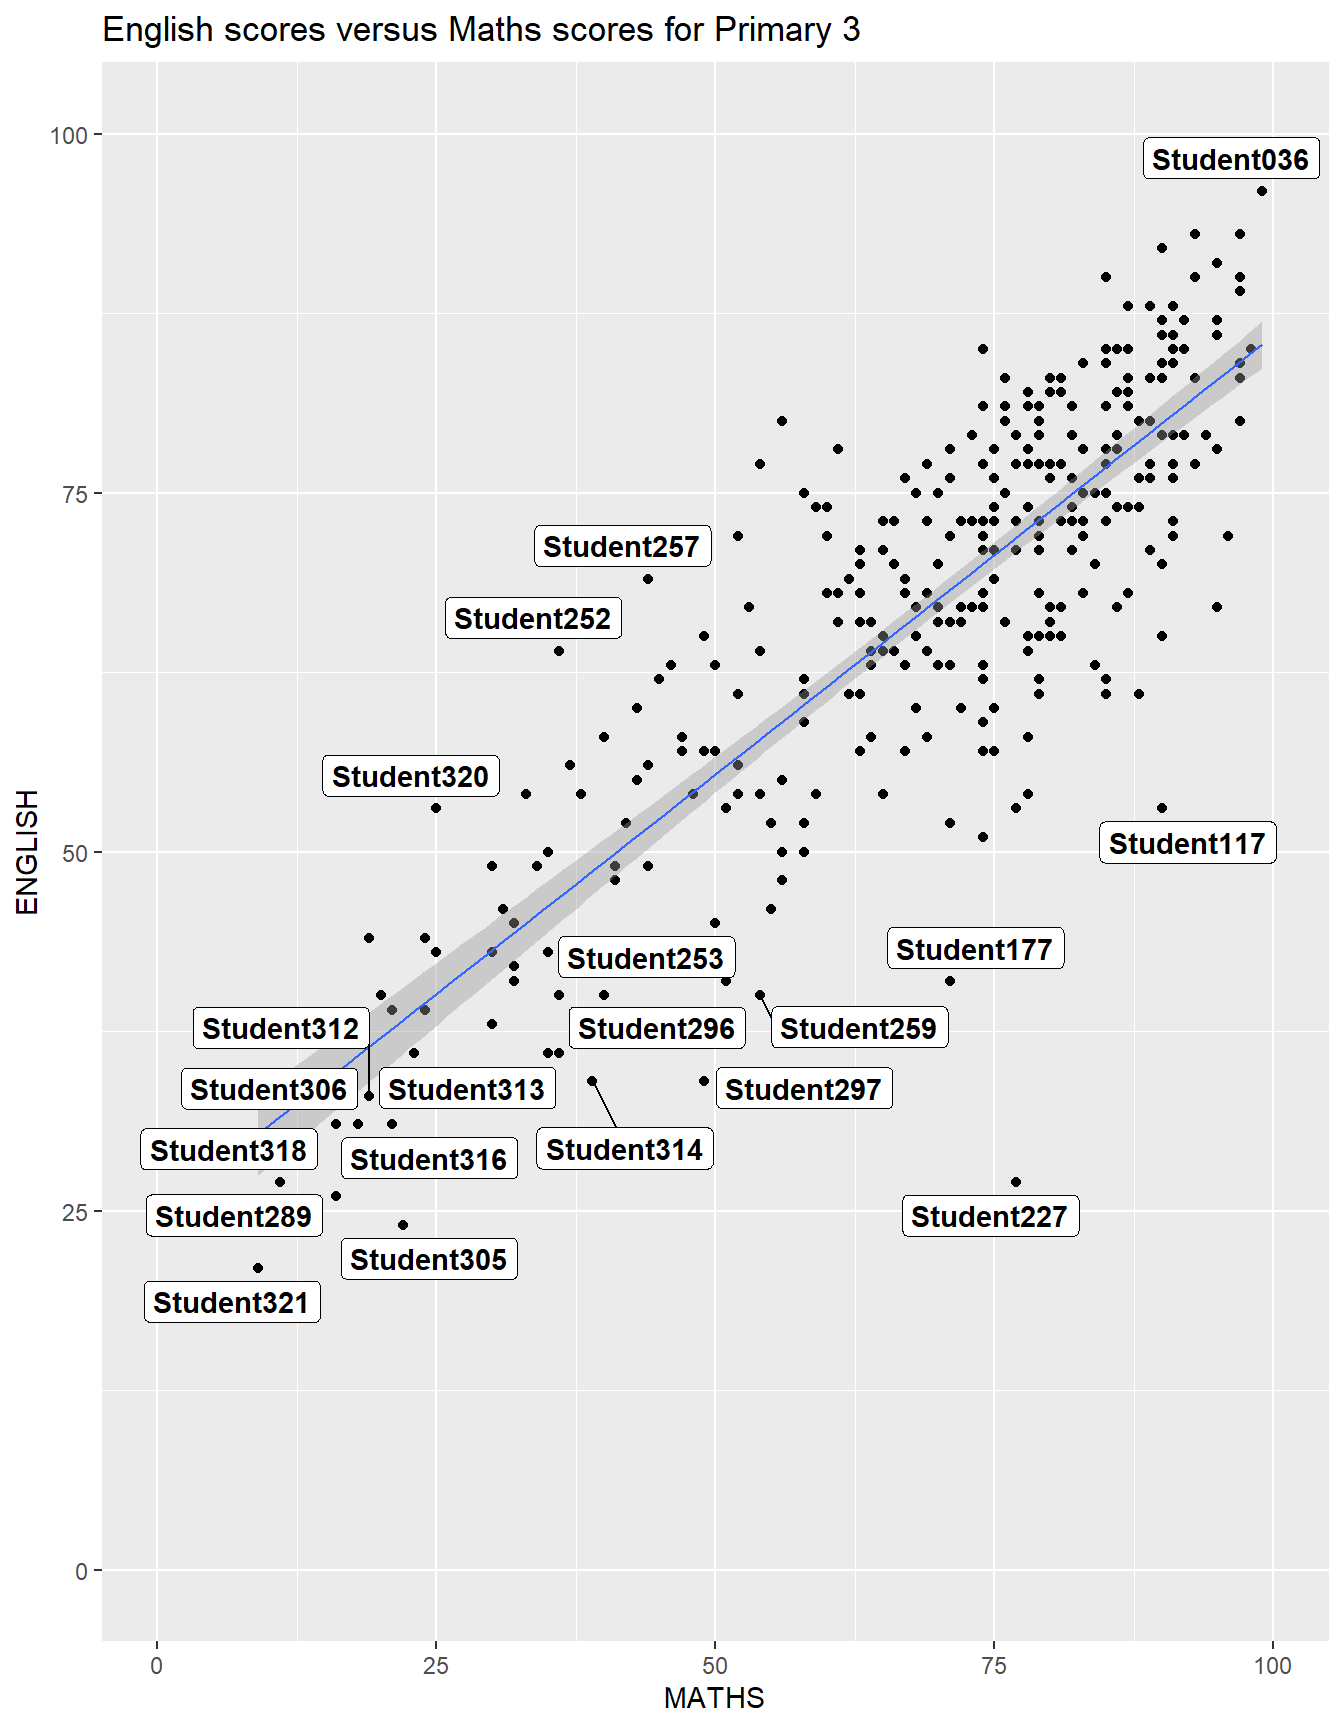 English scores versus Maths scores for Primary 3
100
Student036
75
Student257
Student252
Student320
ENGLISH
50
Student117
Student253
Student177
Student312
Student296
Student259
Student306
Student313
Student297
Student318
Student316
Student314
25
Student289
Student227
Student305
Student321
0
0
25
50
75
100
MATHS